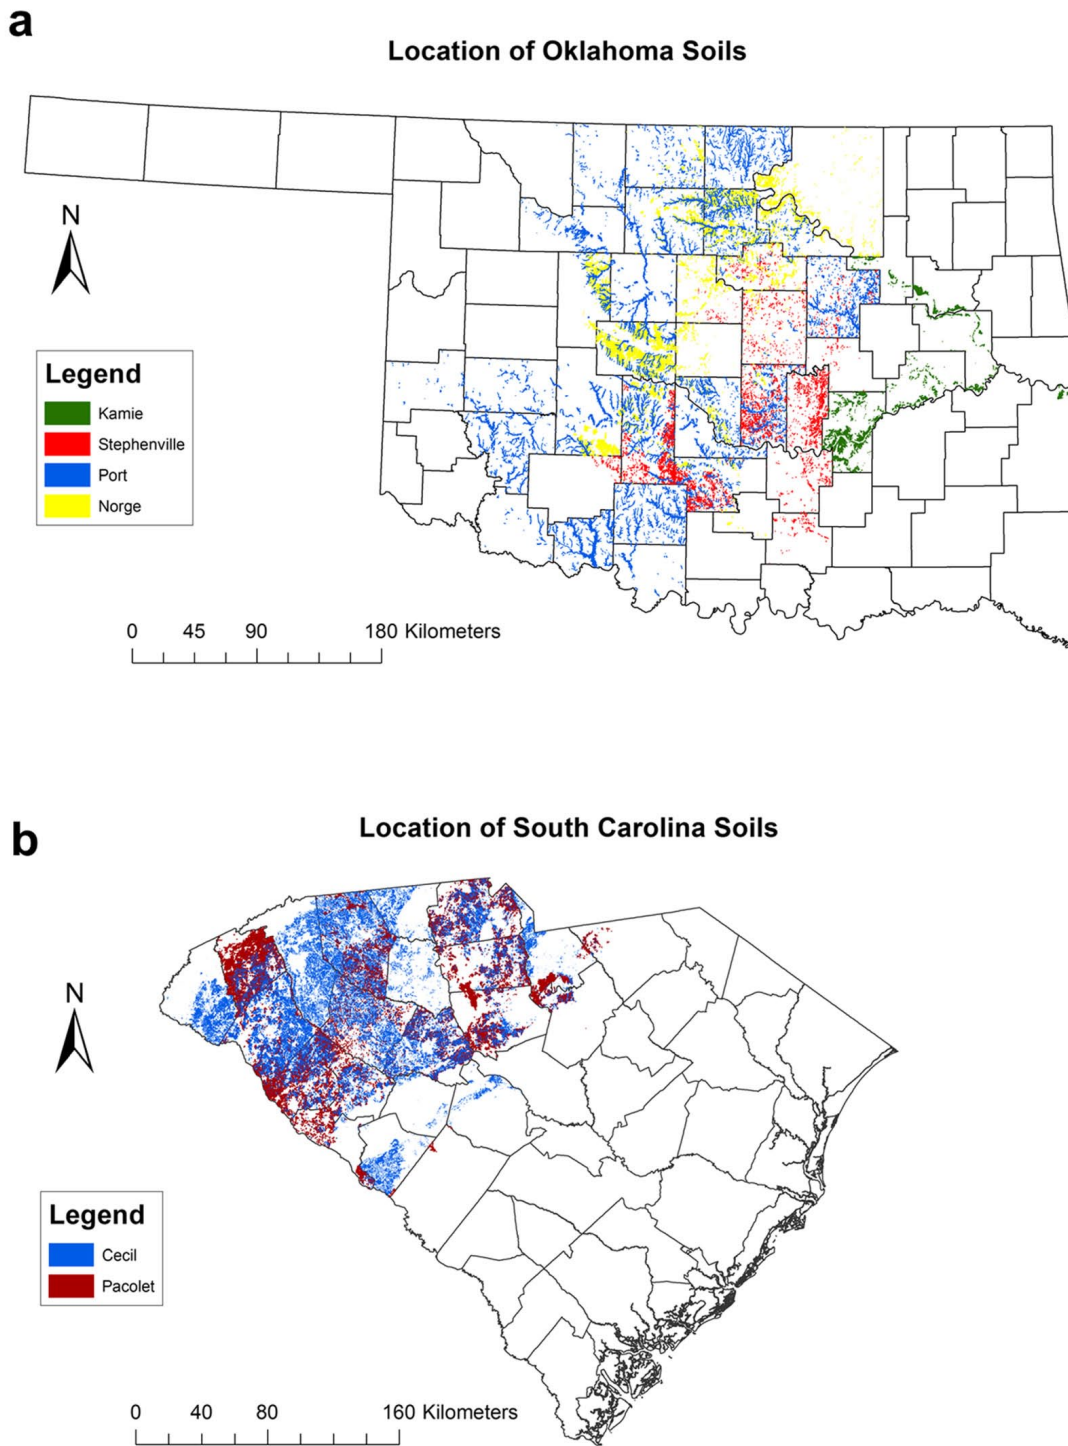 a
Location of Oklahoma Soils
N
Legend
Kamie
Stephenville
Port
Norge
0 45 90 180 Kilometers
b
Location of South Carolina Soils
N
Legend
Cecil
Pacolet
0 40 80 160 Kilometers